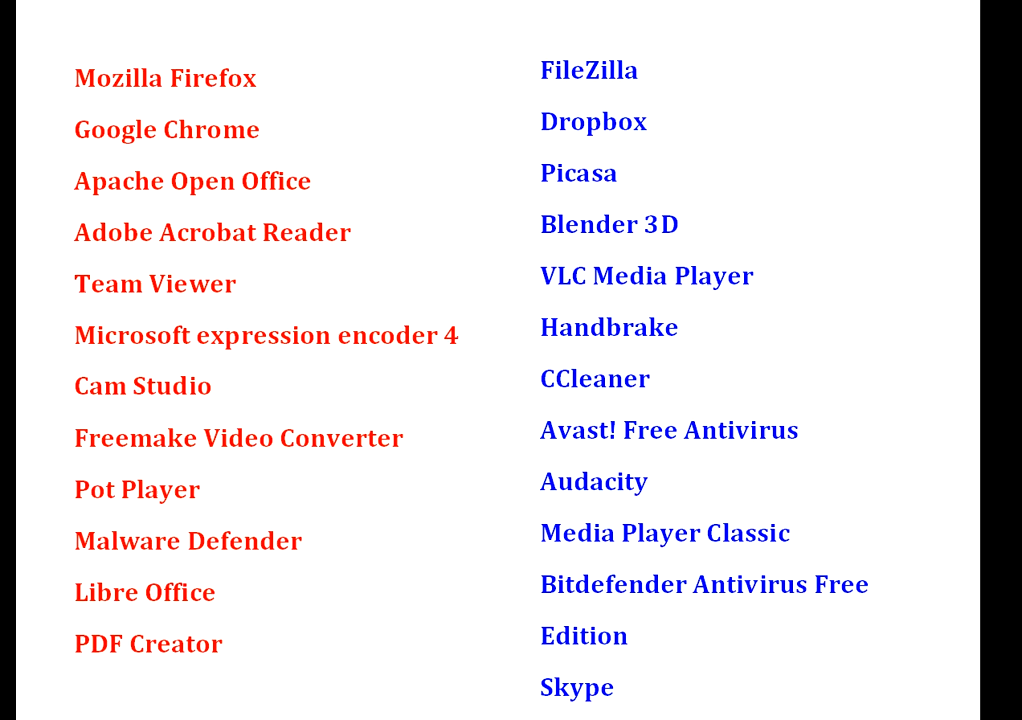 Mozilla Firefox
Google Chrome
Apache Open Office
Adobe Acrobat Reader
Team Viewer
Microsoft expression encoder 4
Cam Studio
Freemake Video Converter
Pot Player
Malware Defender
Libre Office
PDF Creator
FileZilla
Dropbox
Picasa
Blender 3D
VLC Media Player
Handbrake
CCleaner
Avast! Free Antivirus
Audacity
Media Player Classic
Bitdefender Antivirus Free
Edition
Skype